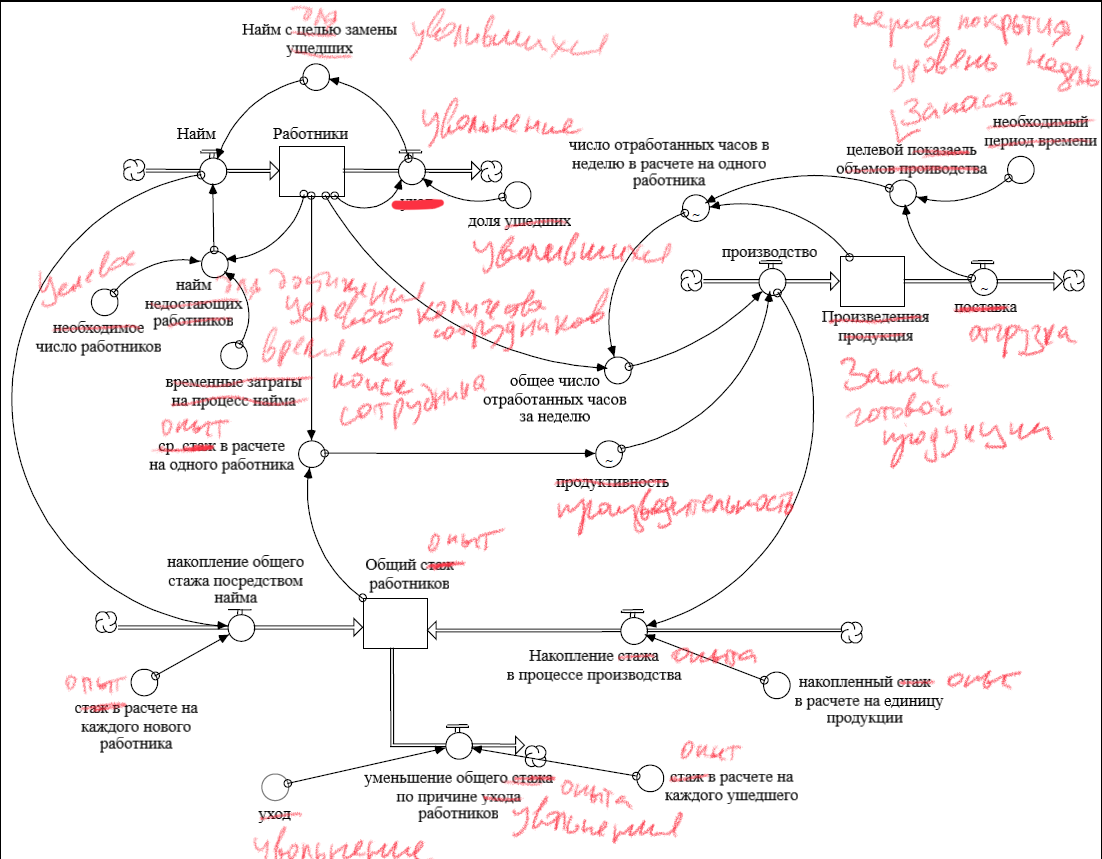 для
Найм с целью замены
ушедших
уволившихся
период покрытия,
уровень
Запаса
необходимый
период времени
Найм
Работники
увольнение
число отработанных часов в
неделю в расчете на одного
работника
целевой показаель
объемов проиводства
доля ушедших
уволившихся
производство
Целевое
найм
недостающих
работников
для достижения
целевого количества
сотрудников
необходимое
число работников
Произведенная
продукция
поставка
отгрузка
время на
поиск
сотрудника
временные затраты
на процесс найма
общее число
отработанных часов
за неделю
Запас
готовой
продукции
опыт
ср. стаж в расчете
на одного работника
продуктивность
производительность
накопление общего
стажа посредством
найма
опыт
Общий стаж
работников
Накопление стажа
в процессе производства
опыта
накопленный стаж
в расчете на единицу
продукции
опыт
опыт
стаж в расчете на
каждого нового
работника
уменьшение общего стажа
по причине ухода
работников
опыта
увольнения
опыт
стаж в расчете на
каждого ушедшего
уход
увольнение
~
~
~